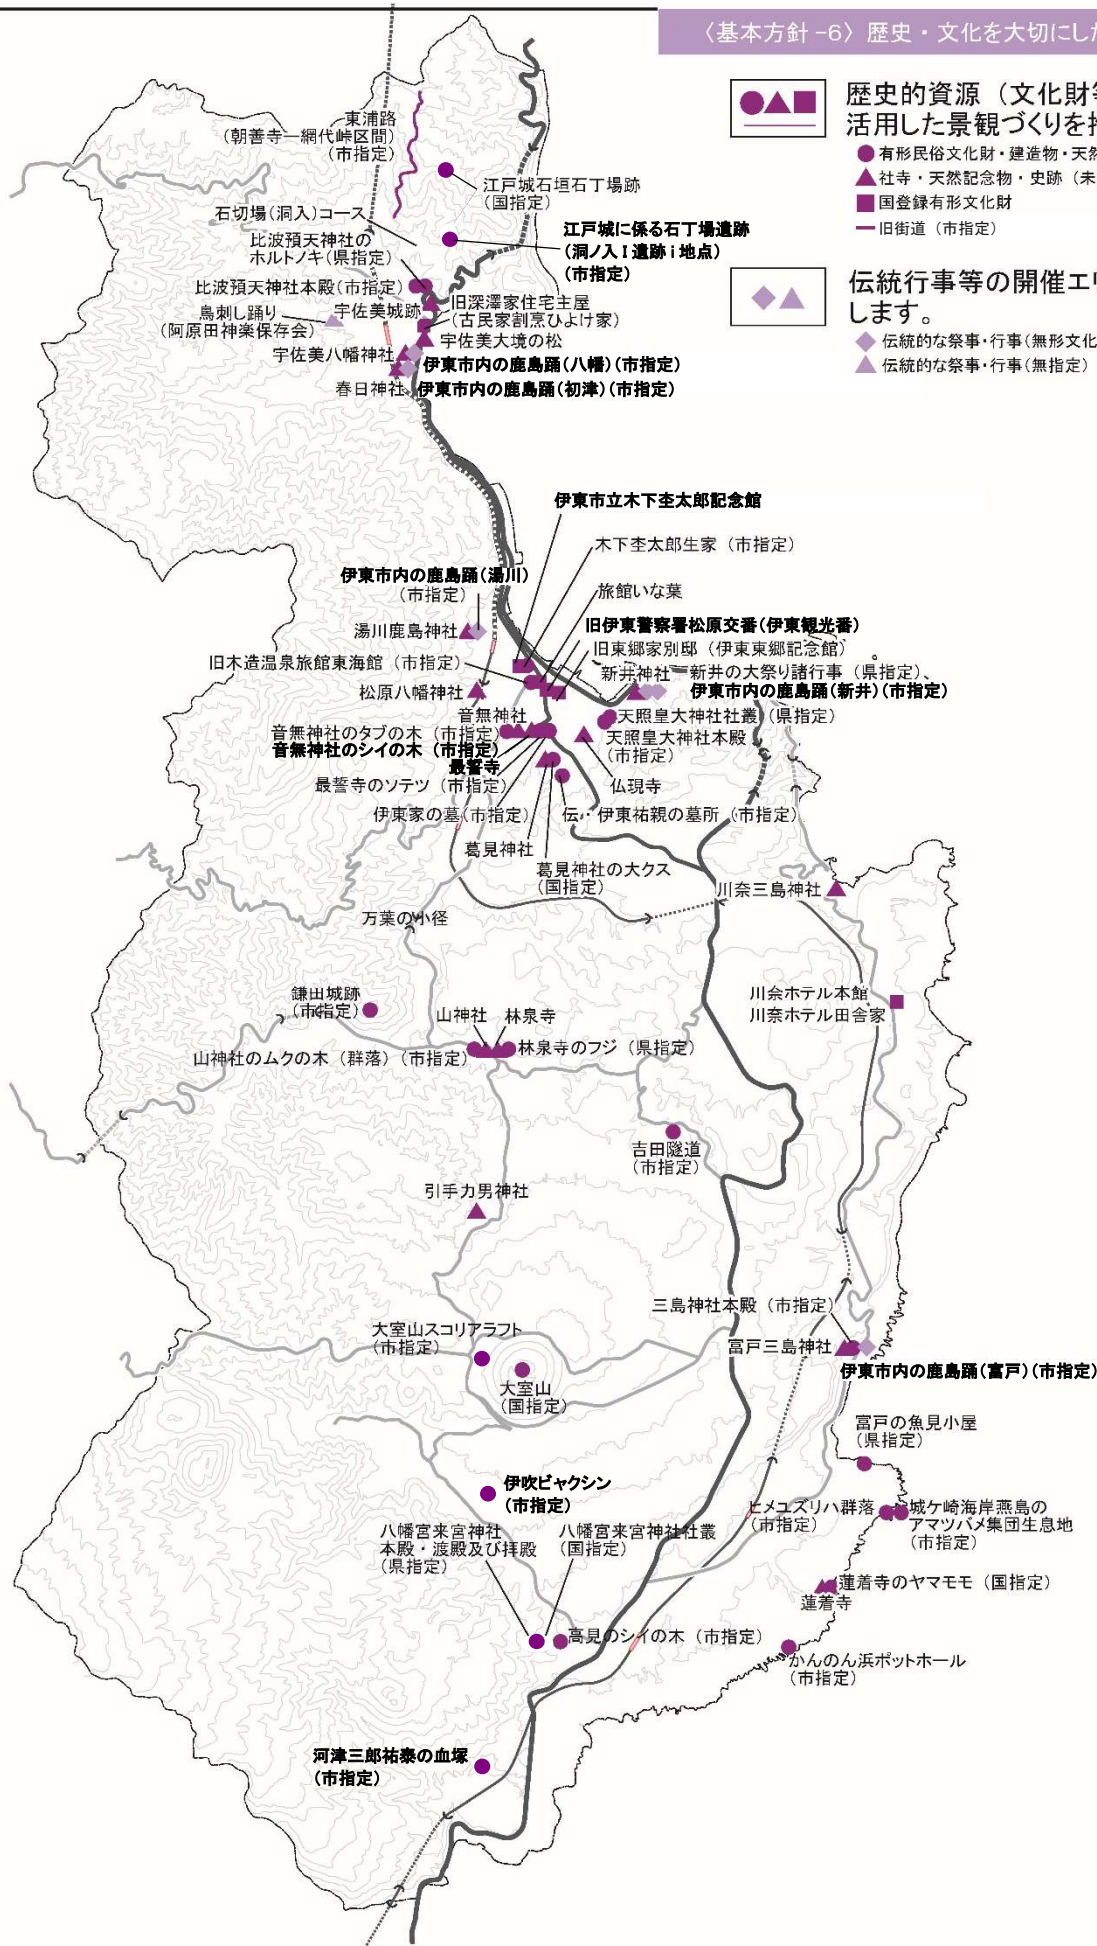 〈基本方針-6〉歴史・文化を大切にした
歴史的資源（文化財等
活用した景観づくりを推
有形民俗文化財・建造物・天然
社寺・天然記念物・史跡（未
国登録有形文化財
旧街道（市指定）
伝統行事等の開催エリ
します。
伝統的な祭事・行事（無形文化
伝統的な祭事・行事（無指定）
東浦路
（朝善寺―網代峠区間）
（市指定）
江戸城石垣石丁場跡
（国指定）
石切場（洞入）コース
江戸城に係る石丁場遺跡
（洞ノ入Ⅰ遺跡ｉ地点）
（市指定）
比波預天神社の
ホルトノキ（県指定）
比波預天神社本殿（市指定）
鳥刺し踊り
（阿原田神楽保存会）
宇佐美城跡
旧深澤家住宅主屋
（古民家割烹ひよけ家）
宇佐美大境の松
宇佐美八幡神社
伊東市内の鹿島踊（八幡）（市指定）
春日神社
伊東市内の鹿島踊（初津）（市指定）
伊東市立木下杢太郎記念館
木下杢太郎生家（市指定）
伊東市内の鹿島踊（湯川）
（市指定）
旅館いな葉
湯川鹿島神社
旧伊東警察署松原交番（伊東観光番）
旧東郷家別邸（伊東東郷記念館）
旧木造温泉旅館東海館（市指定）
新井神社
新井の大祭り諸行事（県指定）、
松原八幡神社
伊東市内の鹿島踊（新井）（市指定）
音無神社
天照皇大神社社叢（県指定）
音無神社のタブの木（市指定）
天照皇大神社本殿
（市指定）
音無神社のシイの木（市指定）
最誓寺
最誓寺のソテツ（市指定）
仏現寺
伊東家の墓（市指定）
伝・伊東祐親の墓所（市指定）
葛見神社
葛見神社の大クス
（国指定）
川奈三島神社
万葉の小径
鎌田城跡
（市指定）
川奈ホテル本館
川奈ホテル田舎家
山神社
林泉寺
山神社のムクの木（群落）（市指定）
林泉寺のフジ（県指定）
吉田隧道
（市指定）
引手力男神社
三島神社本殿（市指定）
大室山スコリアラフト
（市指定）
富戸三島神社
伊東市内の鹿島踊（富戸）（市指定）
大室山
（国指定）
富戸の魚見小屋
（県指定）
伊吹ビャクシン
（市指定）
ヒメユズリハ群落
（市指定）
城ケ崎海岸燕島の
アマツバメ集団生息地
（市指定）
八幡宮来宮神社
本殿・渡殿及び拝殿
（県指定）
八幡宮来宮神社社叢
（国指定）
蓮着寺のヤマモモ（国指定）
蓮着寺
高見のシイの木（市指定）
かんのん浜ポットホール
（市指定）
河津三郎祐泰の血塚
（市指定）